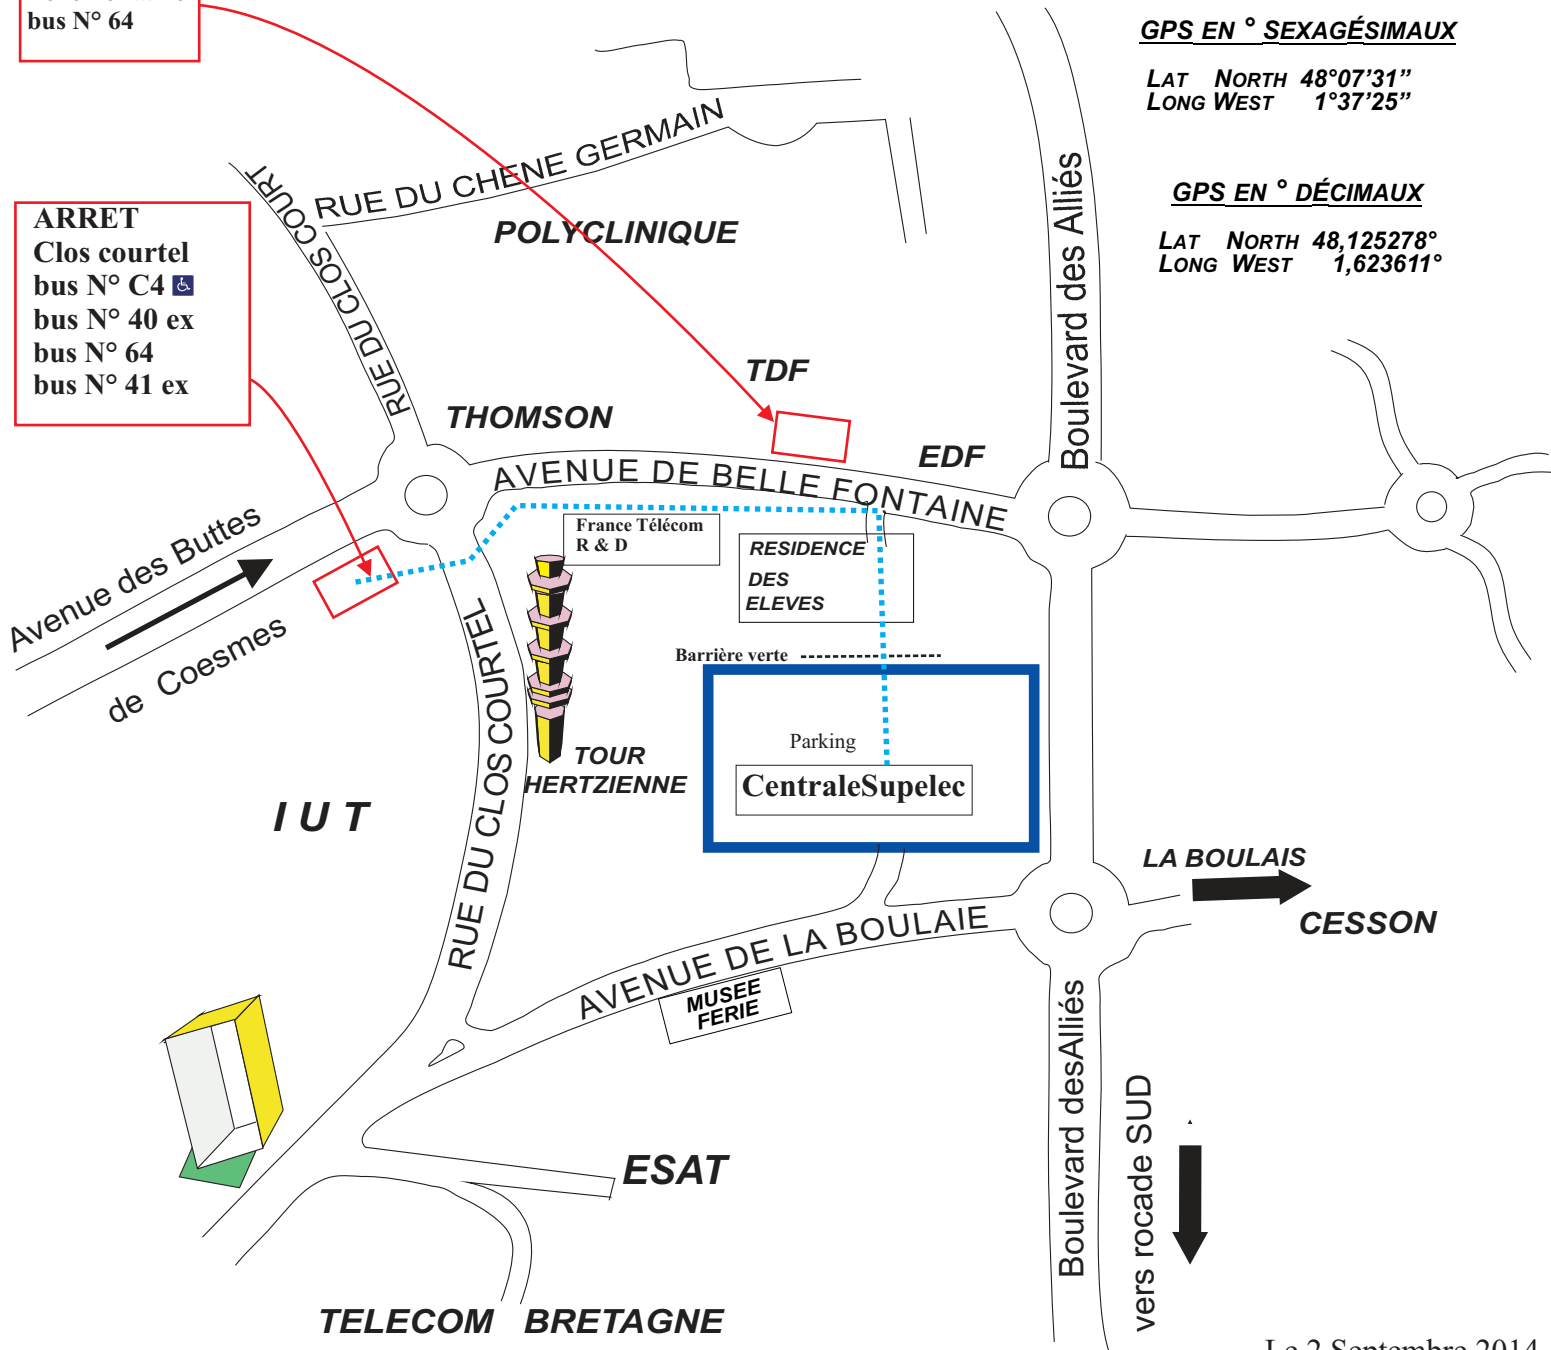 bus N° 64
GPS EN ° SEXAGÉSIMAUX
LAT NORTH 48°07'31”
LONG WEST 1°37'25”
GPS EN ° DÉCIMAUX
LAT NORTH 48,125278°
LONG WEST 1,623611°
RUE DU CHENE GERMAIN
RUE DU CLOS COURT
POLYCLINIQUE
Boulevard des Alliés
ARRET
Clos courtel
bus N° C4
bus N° 40 ex
bus N° 64
bus N° 41 ex
TDF
THOMSON
EDF
AVENUE DE BELLE FONTAINE
Avenue des Buttes
de Coesmes
France Télécom
R & D
RESIDENCE
DES
ELEVES
Barrière verte
RUE DU CLOS COURTEL
TOUR
HERTZIENNE
Parking
CentraleSupelec
I U T
LA BOULAIS
CESSON
AVENUE DE LA BOULAIE
MUSEE
FERIE
Boulevard desAlliés
vers rocade SUD
ESAT
TELECOM BRETAGNE
Le 2 Septembre 2014